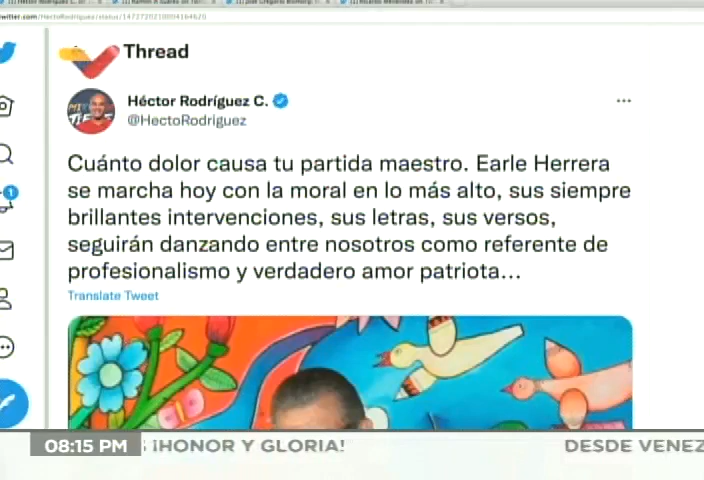 Thread
Héctor Rodríguez C.
@HectoRodriguez
Cuánto dolor causa tu partida maestro. Earle Herrera
se marcha hoy con la moral en lo más alto, sus siempre
brillantes intervenciones, sus letras, sus versos,
seguirán danzando entre nosotros como referente de
profesionalismo y verdadero amor patriota...
Translate Tweet
08:15 PM
¡HONOR Y GLORIA!
DESDE VENEZ